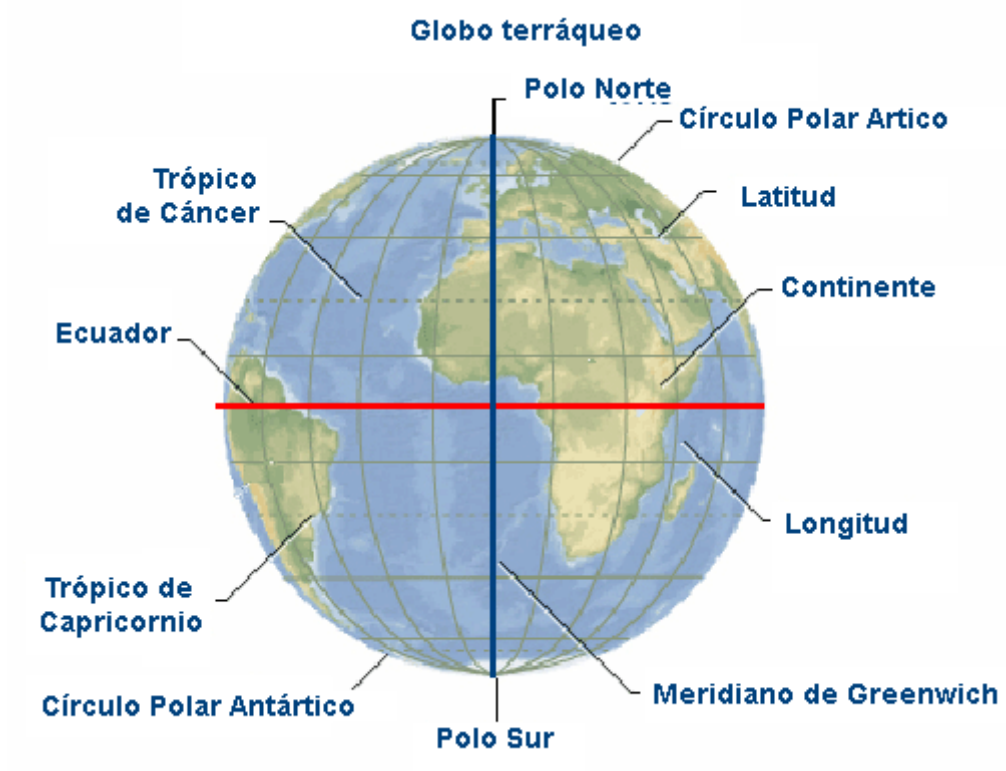 Globo terráqueo
Polo Norte
Círculo Polar Artico
Trópico
de Cáncer
Latitud
Continente
Ecuador
Longitud
Trópico de
Capricornio
Meridiano de Greenwich
Círculo Polar Antártico
Polo Sur